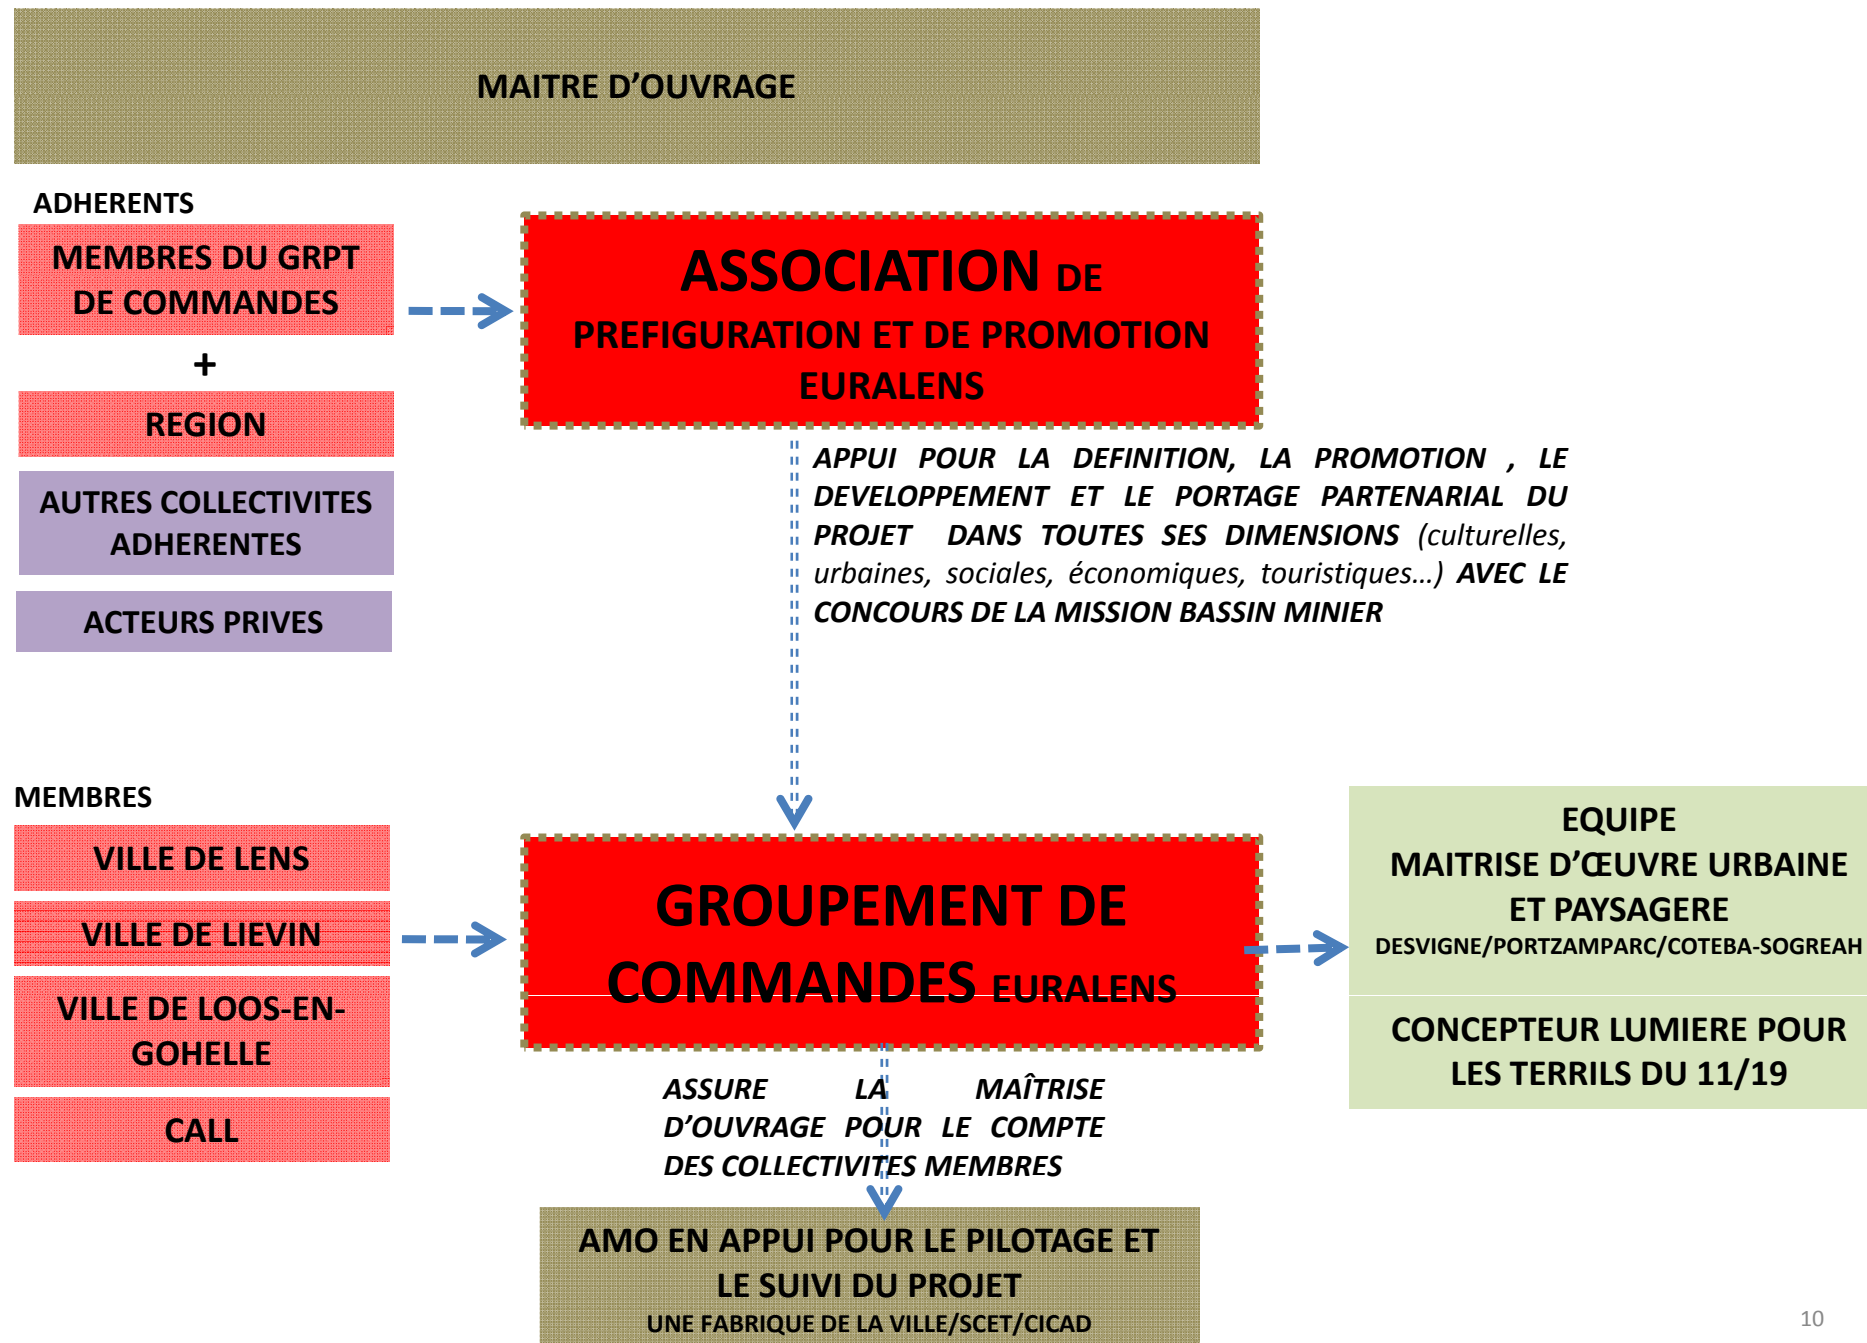 MAITRE D'OUVRAGE
ADHERENTS
MEMBRES DU GRPT
DE COMMANDES
+
REGION
AUTRES COLLECTIVITES
ADHERENTES
ACTEURS PRIVES
ASSOCIATION DE
PREFIGURATION ET DE PROMOTION
EURALENS
APPUI POUR LA DEFINITION, LA PROMOTION , LE
DEVELOPPEMENT ET LE PORTAGE PARTENARIAL DU
PROJET DANS TOUTES SES DIMENSIONS (culturelles,
urbaines, sociales, économiques, touristiques...) AVEC LE
CONCOURS DE LA MISSION BASSIN MINIER
MEMBRES
VILLE DE LENS
VILLE DE LIEVIN
VILLE DE LOOS-EN-
GOHELLE
CALL
GROUPEMENT DE
COMMANDES EURALENS
EQUIPE
MAITRISE D'ŒUVRE URBAINE
ET PAYSAGERE
DESVIGNE/PORTZAMPARC/COTEBA-SOGREAH
CONCEPTEUR LUMIERE POUR
LES TERRILS DU 11/19
ASSURE LA MAÎTRISE
D'OUVRAGE POUR LE COMPTE
DES COLLECTIVITES MEMBRES
AMO EN APPUI POUR LE PILOTAGE ET
LE SUIVI DU PROJET
UNE FABRIQUE DE LA VILLE/SCET/CICAD
10